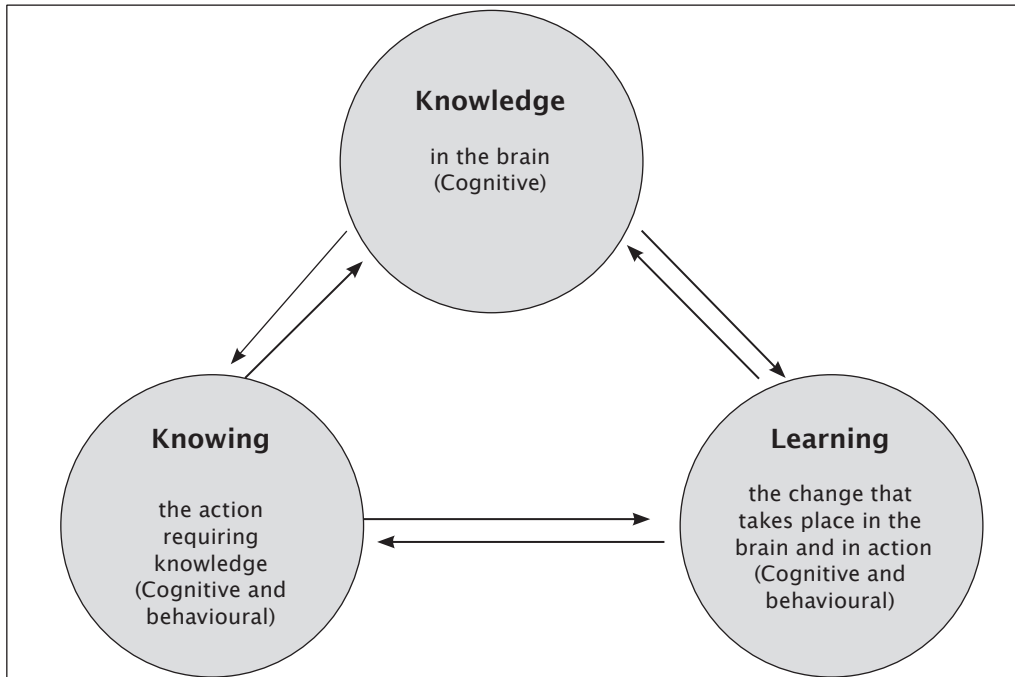 Knowledge
in the brain
(Cognitive)
Knowing
the action
requiring
knowledge
(Cognitive and
behavioural)
Learning
the change that
takes place in the
brain and in action
(Cognitive and
behavioural)